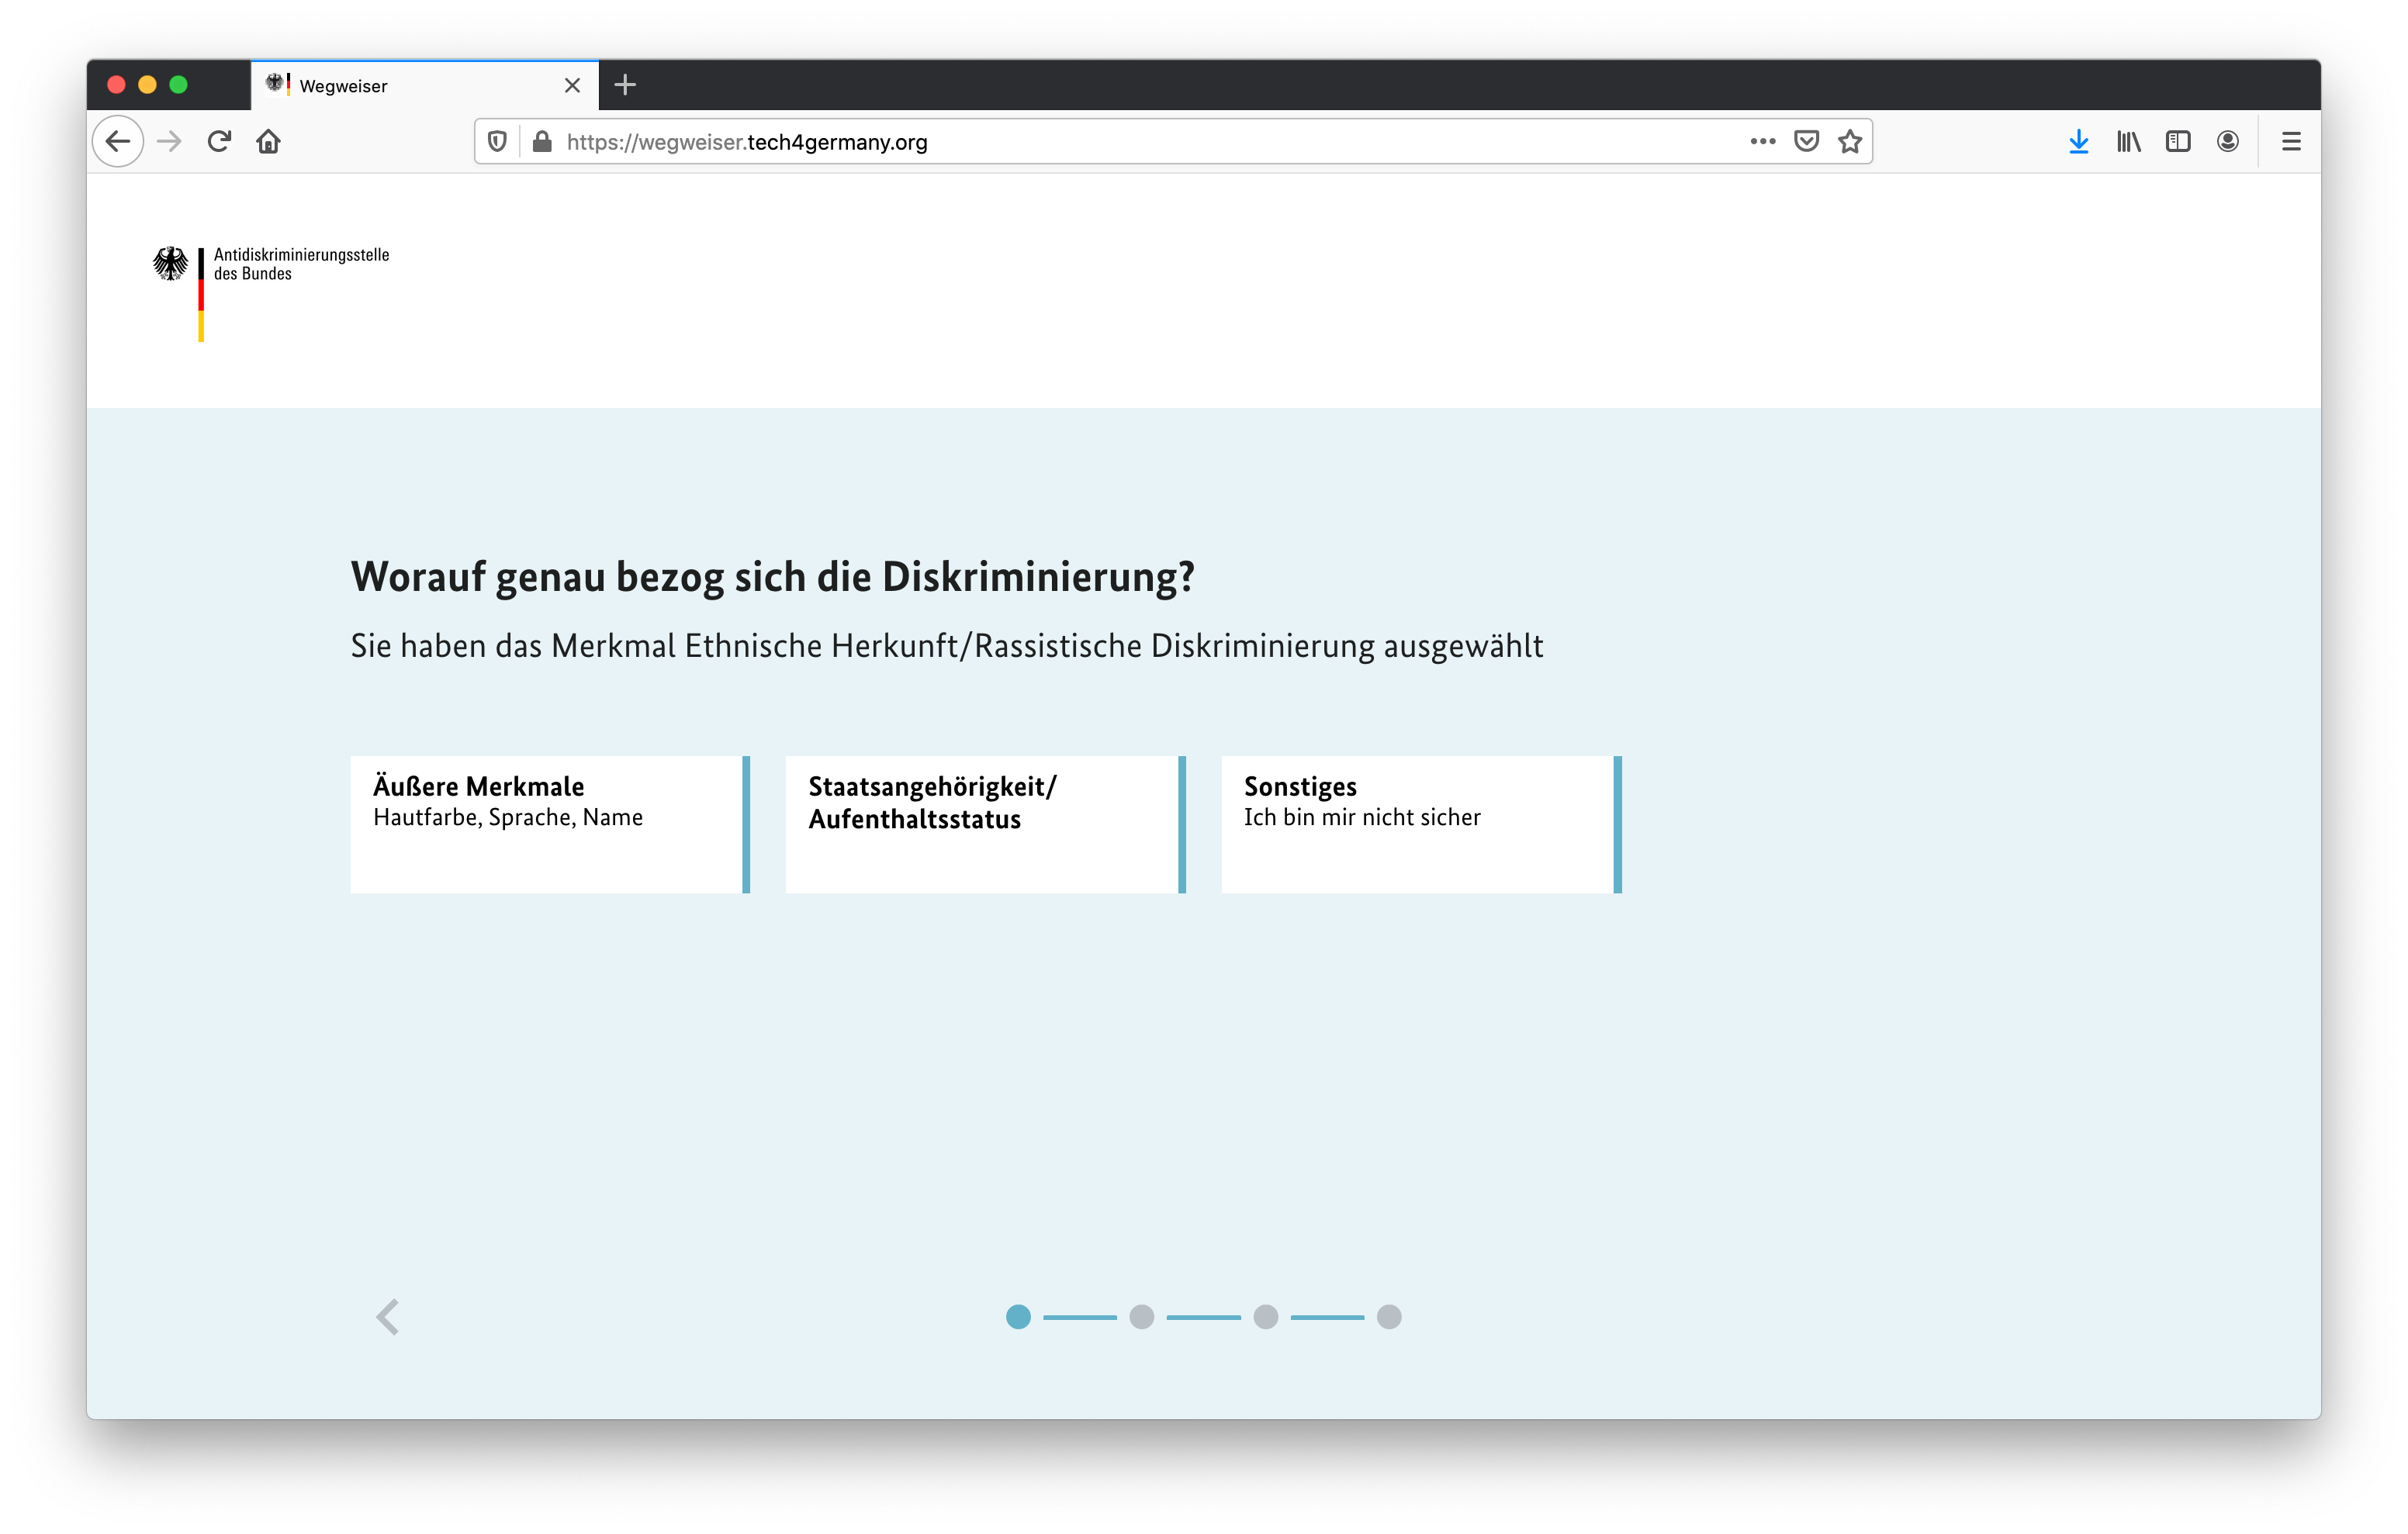 Wegweiser
https://wegweiser.tech4germany.org
Antidiskriminierungsstelle
des Bundes
Worauf genau bezog sich die Diskriminierung?
Sie haben das Merkmal Ethnische Herkunft/Rassistische Diskriminierung ausgewählt
Äußere Merkmale
Hautfarbe, Sprache, Name
Staatsangehörigkeit/
Aufenthaltsstatus
Sonstiges
Ich bin mir nicht sicher